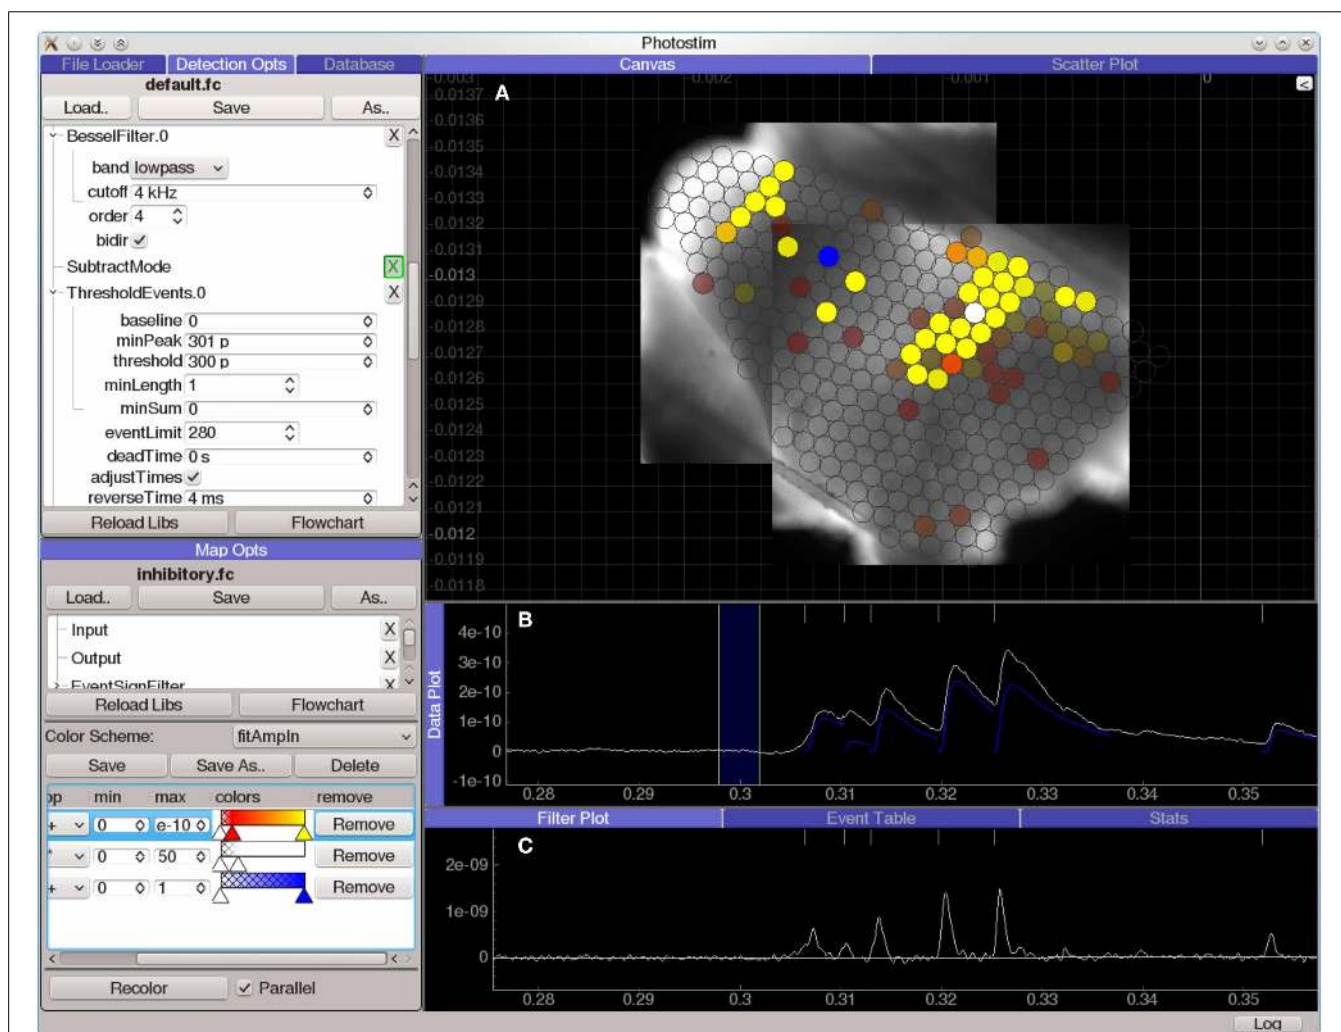 Photostim
File Loader Detection Opts Database
default.fc
Load.. Save As..
BesselFilter.0 X
band lowpass
cutoff 4 kHz
order 4
bidir
SubtractMode X
ThresholdEvents.0 X
baseline 0
minPeak 301 p
threshold 300 p
minLength 1
minSum 0
eventLimit 280
deadTime 0 s
adjustTimes
reverseTime 4 ms
Reload Libs Flowchart
Map Opts
inhibitory.fc
Load.. Save As..
Input X
Output X
EventSignFilter X
Reload Libs Flowchart
Color Scheme: fitAmpIn
Save Save As.. Delete
op min max colors remove
+ 0 e-10 Remove
* 0 50 Remove
+ 0 1 Remove
Recolor Parallel
Canvas Scatter Plot
-0.003 -0.002 -0.001 0
A
<
-0.0137
-0.0136
-0.0135
-0.0134
-0.0133
-0.0132
-0.0131
-0.013
-0.0129
-0.0128
-0.0127
-0.0126
-0.0125
-0.0124
-0.0123
-0.0122
-0.0121
-0.012
-0.0119
-0.0118
Data Plot
B
4e-10
3e-10
2e-10
1e-10
0
-1e-10
0.28 0.29 0.3 0.31 0.32 0.33 0.34 0.35
Filter Plot Event Table Stats
C
2e-09
1e-09
0
0.28 0.29 0.3 0.31 0.32 0.33 0.34 0.35
Log